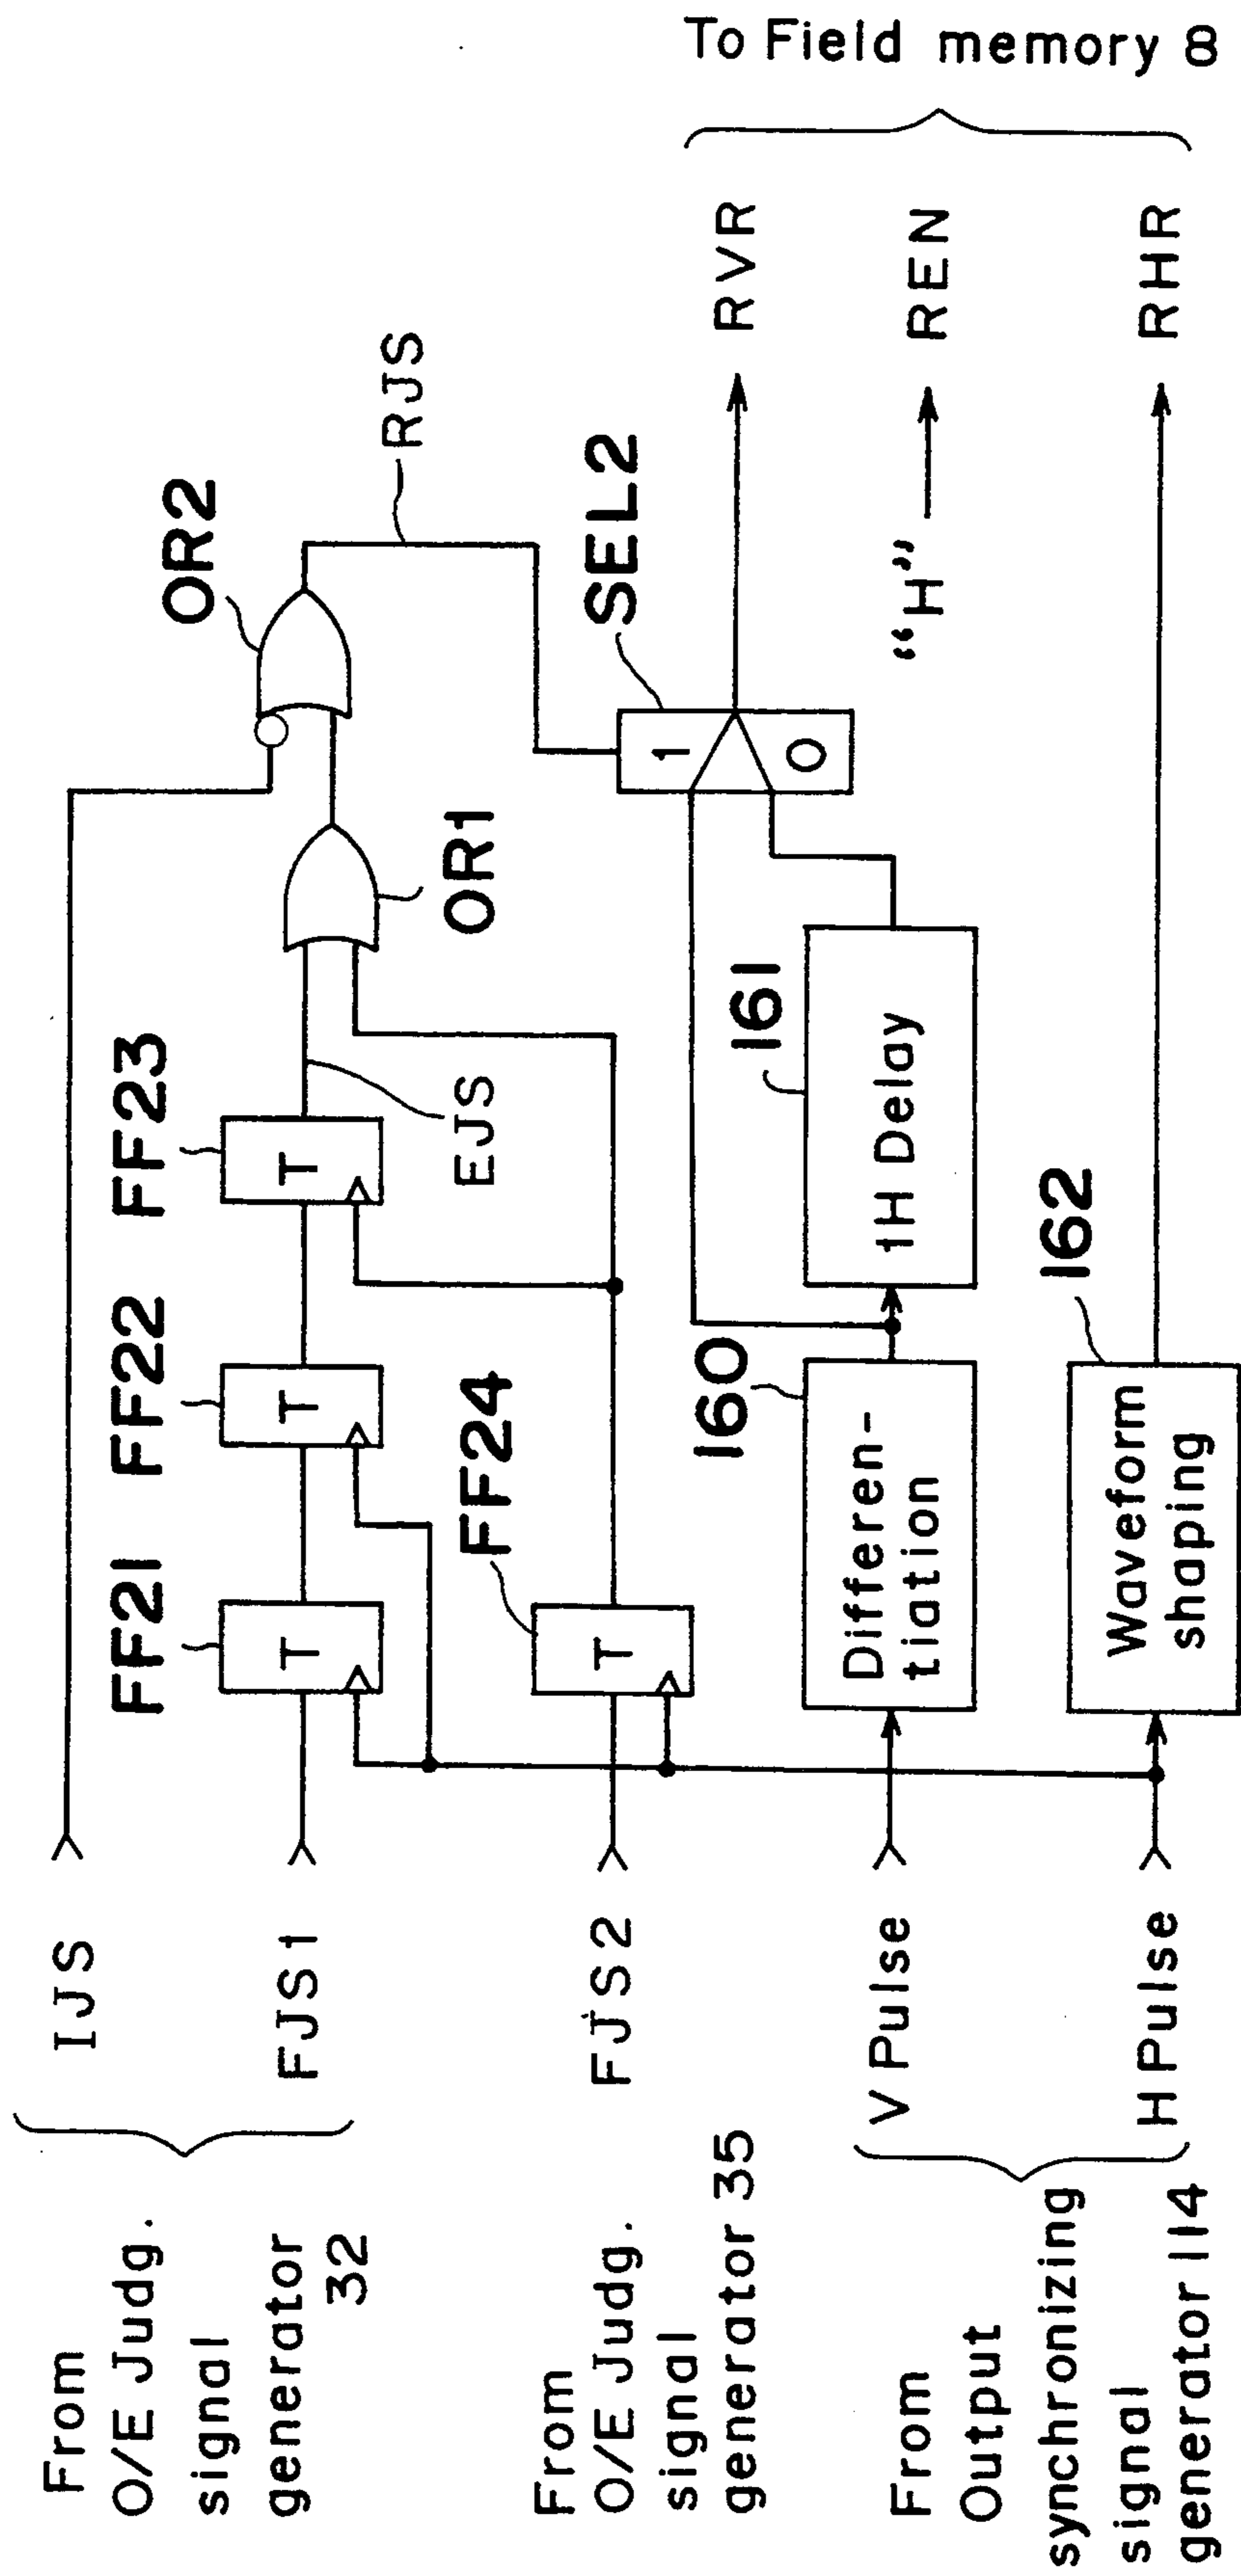 From
O/E Judg.
signal
generator
32
IJS
FJS1
From
O/E Judg.
signal
generator 35
FJS2
From
Output
synchronizing
signal
generator 114
V Pulse
H Pulse
FF21
T
FF22
T
FF23
T
FF24
T
EJS
OR1
OR2
RJS
160
Differen-
tiation
161
1H Delay
162
Waveform
shaping
SEL2
1
0
"H"
RVR
REN
RHR
To Field memory 8